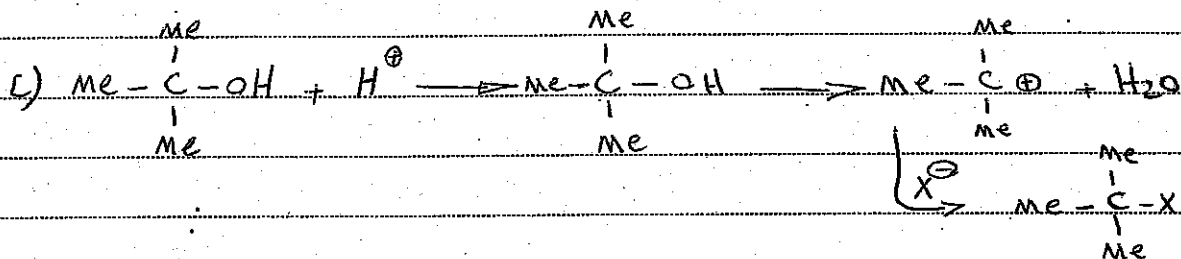 Me Me Me
c) Me - C - OH + H⊕ ⟶ Me - C - OH ⟶ Me - C ⊕ + H2O
Me Me Me
X⊖ Me
Me - C - X
Me